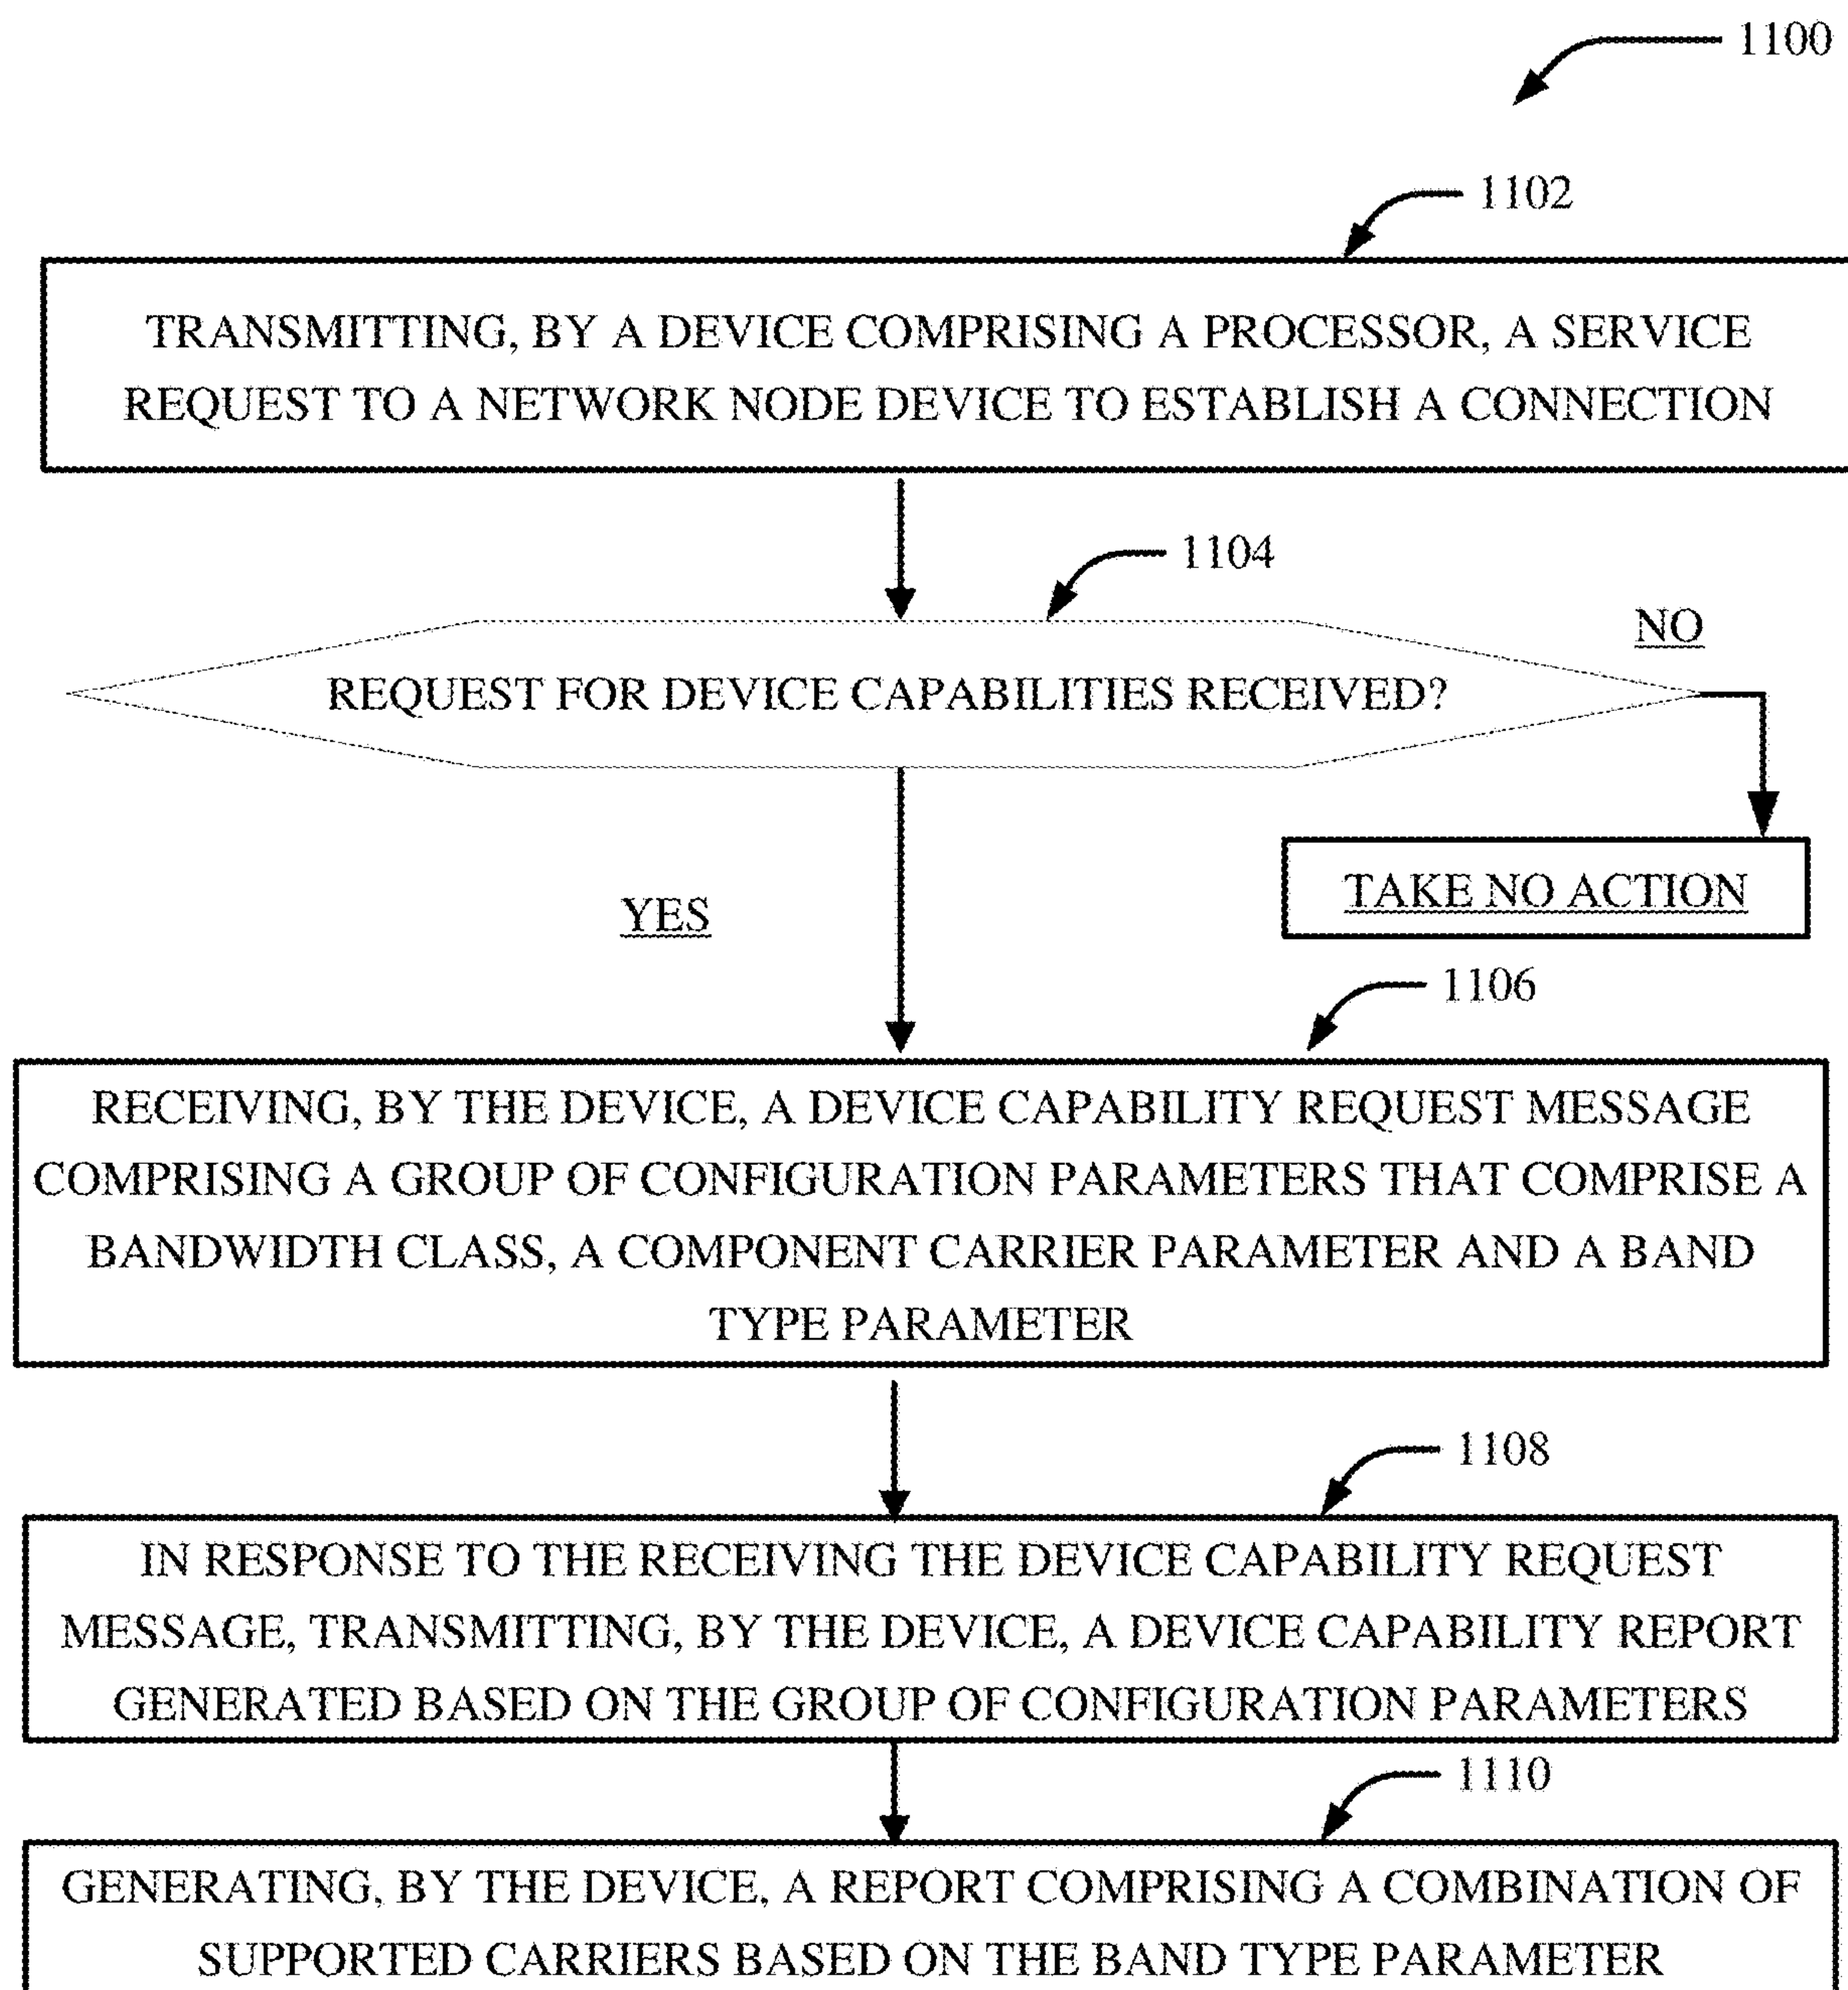 1100
1102
TRANSMITTING, BY A DEVICE COMPRISING A PROCESSOR, A SERVICE
REQUEST TO A NETWORK NODE DEVICE TO ESTABLISH A CONNECTION
1104
NO
REQUEST FOR DEVICE CAPABILITIES RECEIVED?
TAKE NO ACTION
YES
1106
RECEIVING, BY THE DEVICE, A DEVICE CAPABILITY REQUEST MESSAGE
COMPRISING A GROUP OF CONFIGURATION PARAMETERS THAT COMPRISE A
BANDWIDTH CLASS, A COMPONENT CARRIER PARAMETER AND A BAND
TYPE PARAMETER
1108
IN RESPONSE TO THE RECEIVING THE DEVICE CAPABILITY REQUEST
MESSAGE, TRANSMITTING, BY THE DEVICE, A DEVICE CAPABILITY REPORT
GENERATED BASED ON THE GROUP OF CONFIGURATION PARAMETERS
1110
GENERATING, BY THE DEVICE, A REPORT COMPRISING A COMBINATION OF
SUPPORTED CARRIERS BASED ON THE BAND TYPE PARAMETER